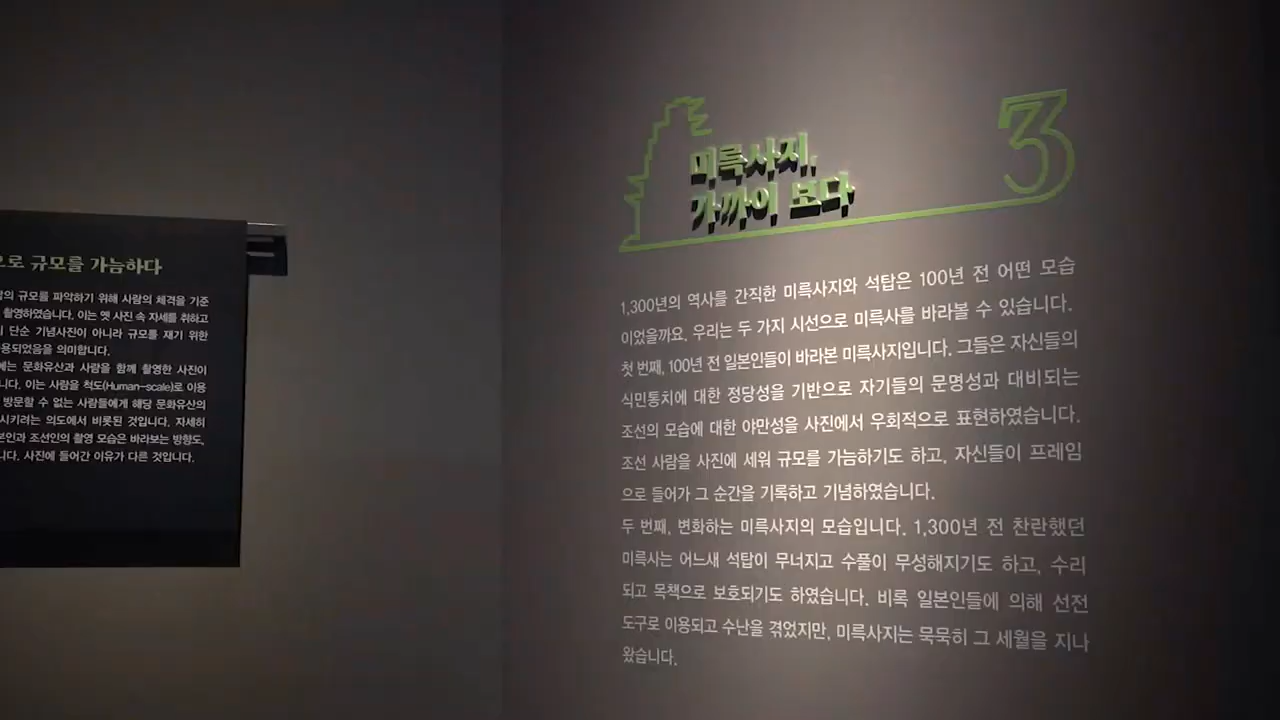 으로 규모를 가늠하다
의 규모를 파악하기 위해 사람의 체격을 기준
촬영하였습니다. 이는 옛 사진 속 자세를 취하고
단순 기념사진이 아니라 규모를 재기 위한
용되었음을 의미합니다.
에는 문화유산과 사람을 함께 촬영한 사진이
니다. 이는 사람을 척도(Human-scale)로 이용
방문할 수 없는 사람들에게 해당 문화유산의
시키려는 의도에서 비롯된 것입니다. 자세히
본인과 조선인의 촬영 모습은 바라보는 방향도,
니다. 사진에 들어간 이유가 다른 것입니다.
미륵사지,
가까이 보다
3
1,300년의 역사를 간직한 미륵사지와 석탑은 100년 전 어떤 모습
이었을까요. 우리는 두 가지 시선으로 미륵사를 바라볼 수 있습니다.
첫 번째, 100년 전 일본인들이 바라본 미륵사지입니다. 그들은 자신들의
식민통치에 대한 정당성을 기반으로 자기들의 문명성과 대비되는
조선의 모습에 대한 야만성을 사진에서 우회적으로 표현하였습니다.
조선 사람을 사진에 세워 규모를 가늠하기도 하고, 자신들이 프레임
으로 들어가 그 순간을 기록하고 기념하였습니다.
두 번째, 변화하는 미륵사지의 모습입니다. 1,300년 전 찬란했던
미륵사는 어느새 석탑이 무너지고 수풀이 무성해지기도 하고, 수리
되고 목책으로 보호되기도 하였습니다. 비록 일본인들에 의해 선전
도구로 이용되고 수난을 겪었지만, 미륵사지는 묵묵히 그 세월을 지나
왔습니다.